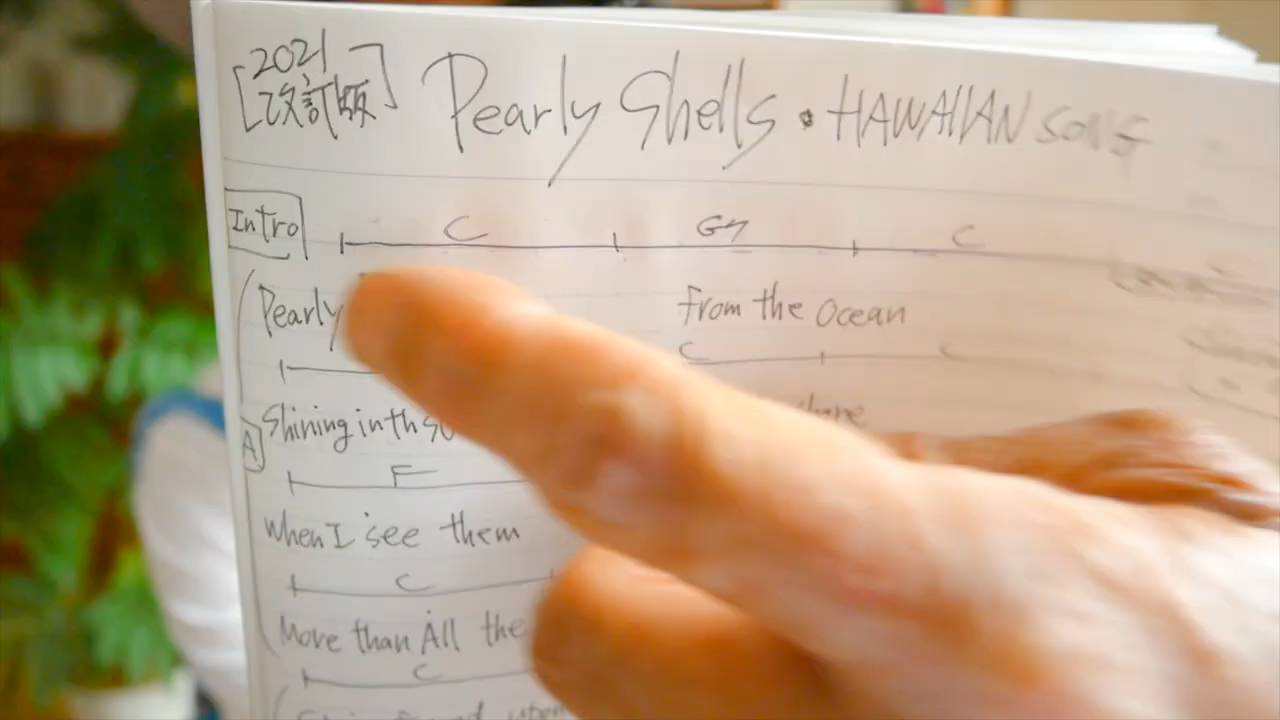 [2021 改訂版] Pearly Shells・HAWAIIAN SONG
Intro
C G7 C
Pearly from the Ocean
C C
A
Shining in th shore
F
When I see them
C
More than All the
C